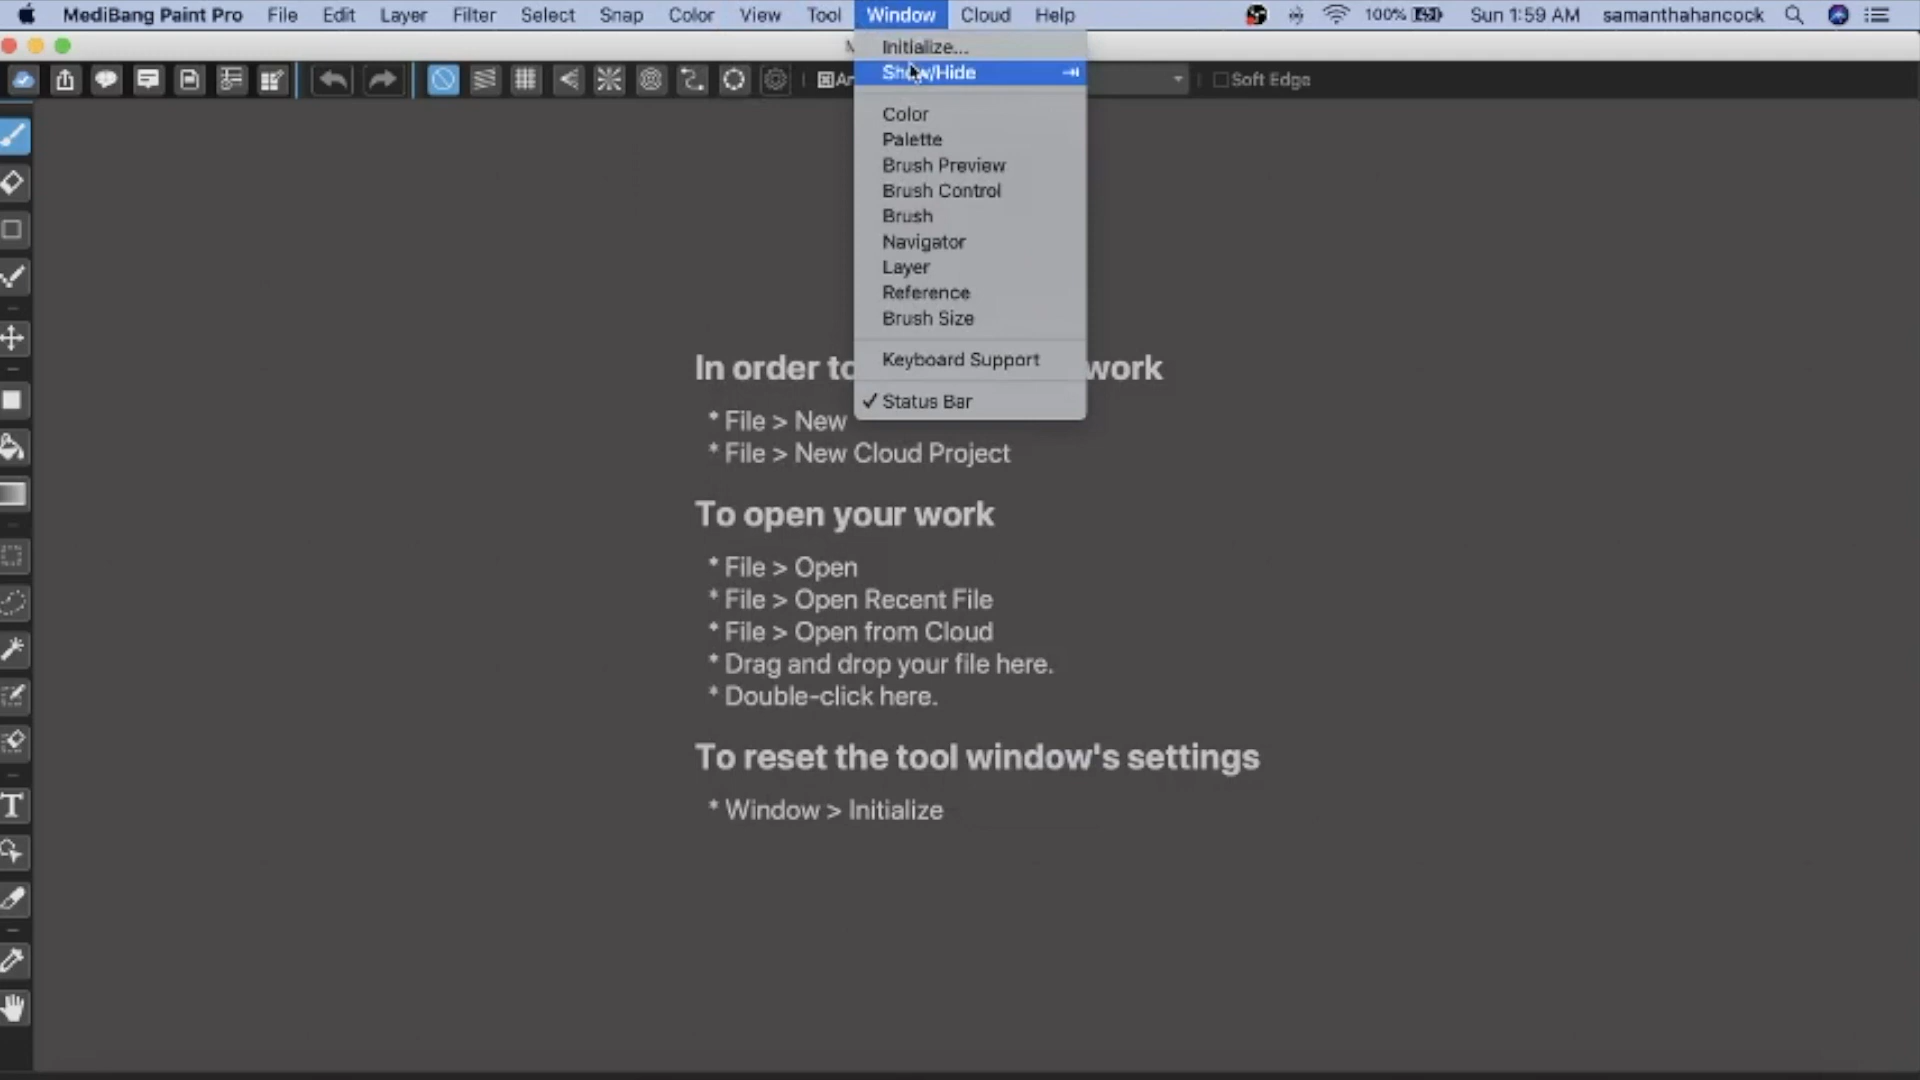 MediBang Paint Pro File Edit Layer Filter Select Snap Color View Tool Window Cloud Help 100% Sun 1:59 AM samanthahancock
Initialize...
Show/Hide
Soft Edge
Color
Palette
Brush Preview
Brush Control
Brush
Navigator
Layer
Reference
Brush Size
Keyboard Support
✓ Status Bar
In order to work
* File > New
* File > New Cloud Project
To open your work
* File > Open
* File > Open Recent File
* File > Open from Cloud
* Drag and drop your file here.
* Double-click here.
To reset the tool window's settings
* Window > Initialize